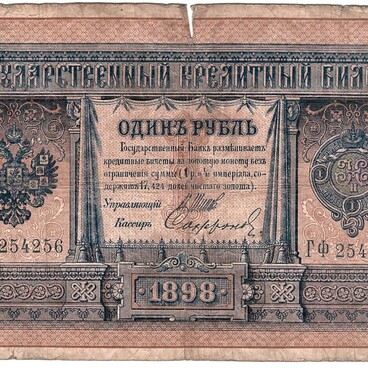 ГОСУДАРСТВЕННЫЙ КРЕДИТНЫЙ БИЛ
ОДИНЪ РУБЛЬ
Государственный Банкъ размѣниваетъ
кредитные билеты на золотую монету безъ
ограниченія суммы (1 р. = 1/15 имперіала, со-
держитъ 17,424 долей чистаго золота).
Управляющій
Кассиръ
254256
ГФ 254
1898